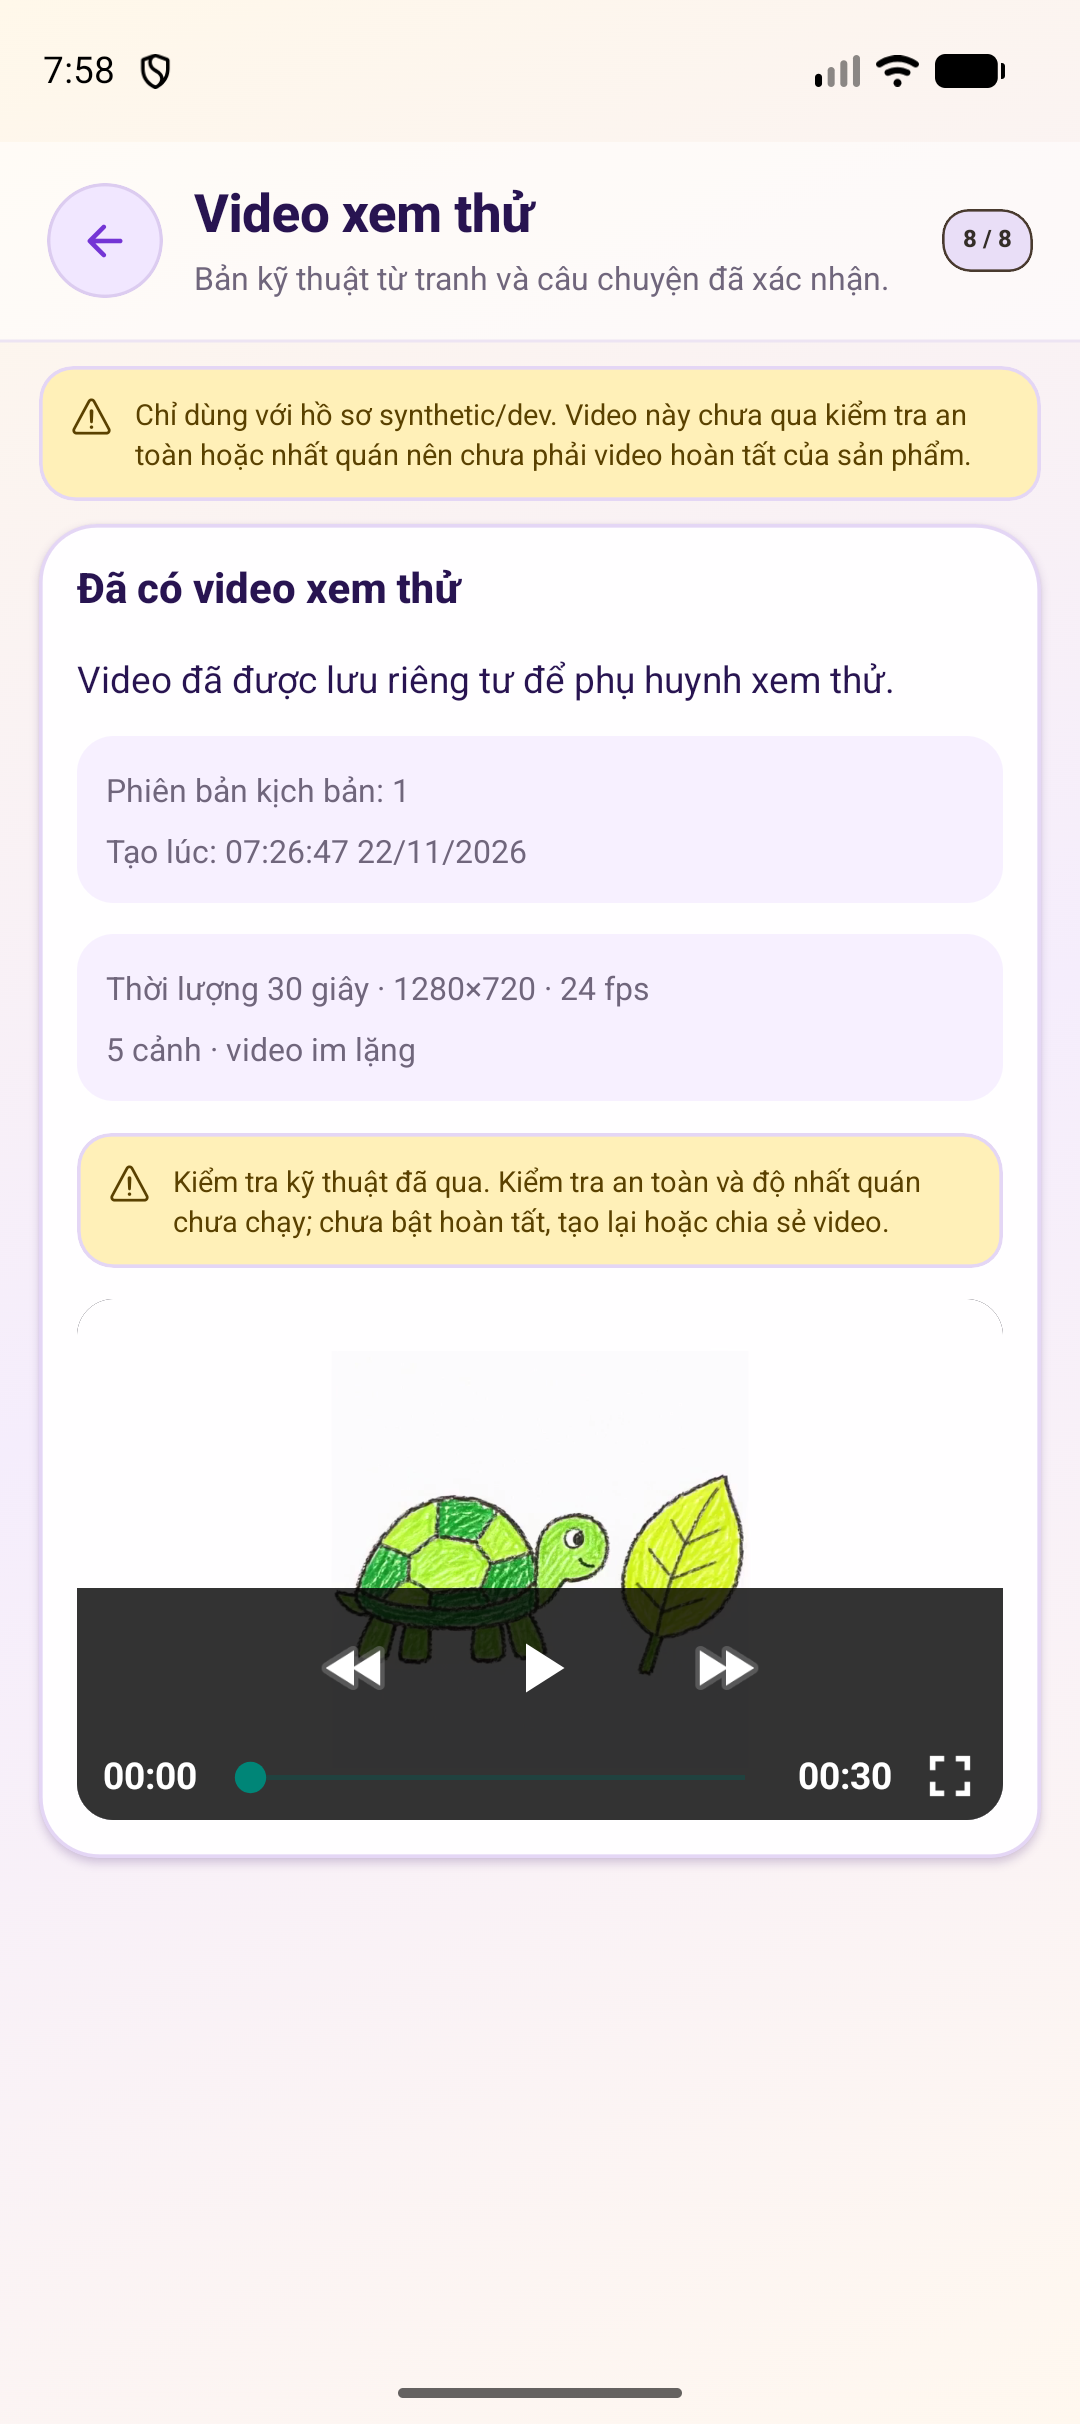 7:58
Video xem thử
Bản kỹ thuật từ tranh và câu chuyện đã xác nhận.
8 / 8
Chỉ dùng với hồ sơ synthetic/dev. Video này chưa qua kiểm tra an
toàn hoặc nhất quán nên chưa phải video hoàn tất của sản phẩm.
Đã có video xem thử
Video đã được lưu riêng tư để phụ huynh xem thử.
Phiên bản kịch bản: 1
Tạo lúc: 07:26:47 22/11/2026
Thời lượng 30 giây · 1280×720 · 24 fps
5 cảnh · video im lặng
Kiểm tra kỹ thuật đã qua. Kiểm tra an toàn và độ nhất quán
chưa chạy; chưa bật hoàn tất, tạo lại hoặc chia sẻ video.
00:00
00:30